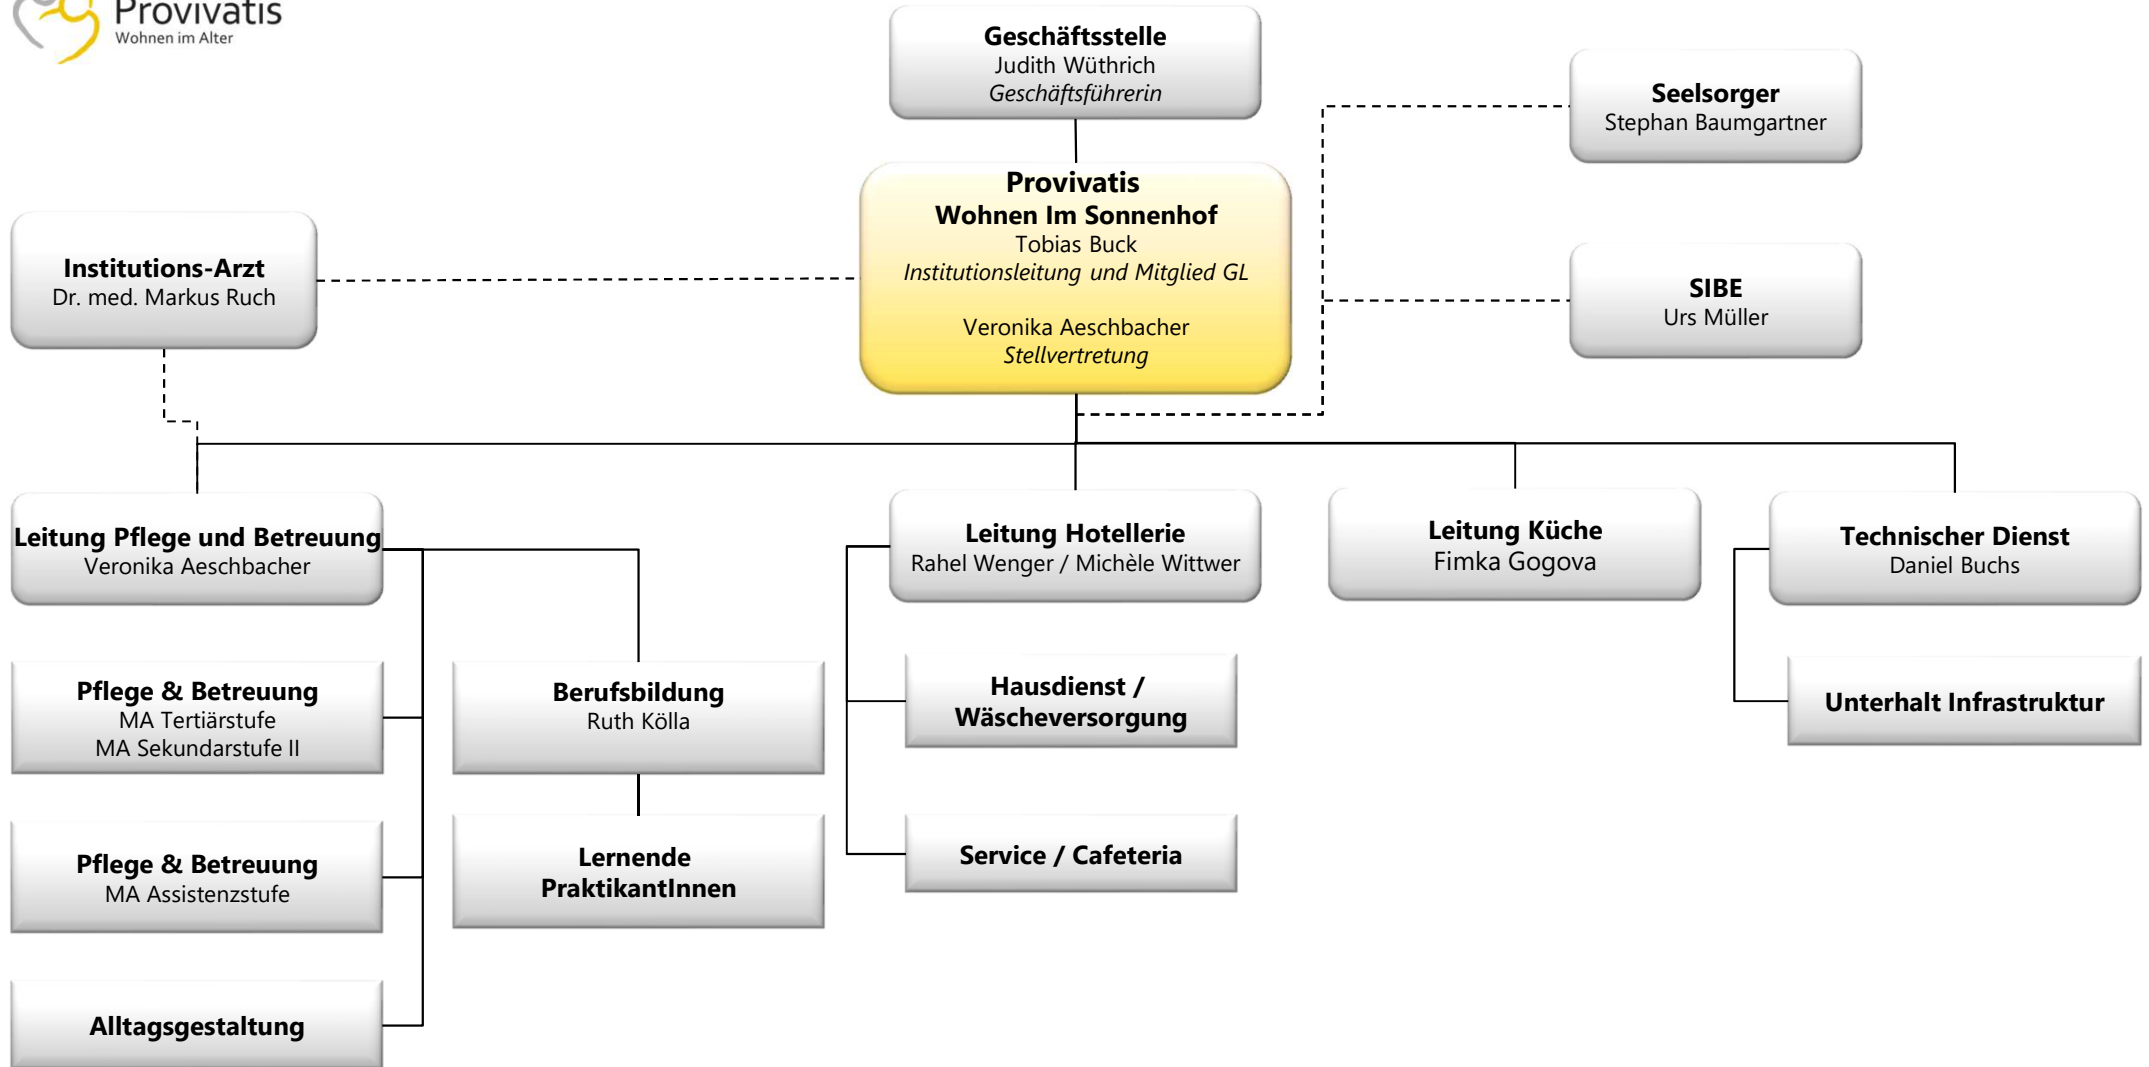 Provivatis
Wohnen im Alter
Geschäftsstelle
Judith Wüthrich
Geschäftsführerin
Seelsorger
Stephan Baumgartner
Provivatis
Wohnen Im Sonnenhof
Tobias Buck
Institutionsleitung und Mitglied GL
Veronika Aeschbacher
Stellvertretung
Institutions-Arzt
Dr. med. Markus Ruch
SIBE
Urs Müller
Leitung Pflege und Betreuung
Veronika Aeschbacher
Leitung Hotellerie
Rahel Wenger / Michèle Wittwer
Leitung Küche
Fimka Gogova
Technischer Dienst
Daniel Buchs
Pflege & Betreuung
MA Tertiärstufe
MA Sekundarstufe II
Berufsbildung
Ruth Kölla
Hausdienst /
Wäscheversorgung
Unterhalt Infrastruktur
Pflege & Betreuung
MA Assistenzstufe
Lernende
PraktikantInnen
Service / Cafeteria
Alltagsgestaltung